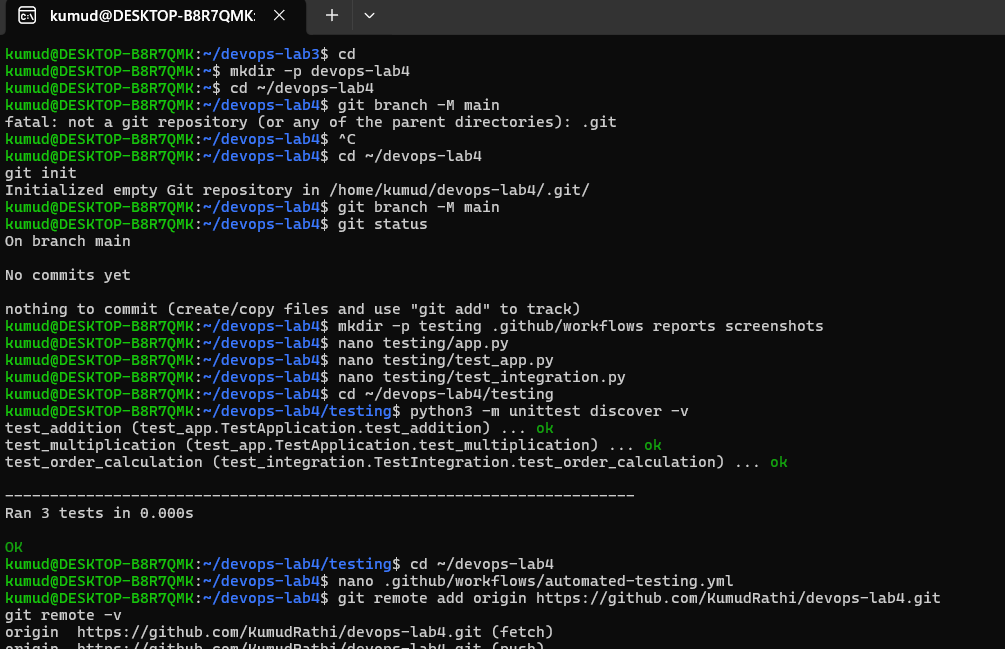 kumud@DESKTOP-B8R7QMK:
kumud@DESKTOP-B8R7QMK:~/devops-lab3$ cd
kumud@DESKTOP-B8R7QMK:~$ mkdir -p devops-lab4
kumud@DESKTOP-B8R7QMK:~$ cd ~/devops-lab4
kumud@DESKTOP-B8R7QMK:~/devops-lab4$ git branch -M main
fatal: not a git repository (or any of the parent directories): .git
kumud@DESKTOP-B8R7QMK:~/devops-lab4$ ^C
kumud@DESKTOP-B8R7QMK:~/devops-lab4$ cd ~/devops-lab4
git init
Initialized empty Git repository in /home/kumud/devops-lab4/.git/
kumud@DESKTOP-B8R7QMK:~/devops-lab4$ git branch -M main
kumud@DESKTOP-B8R7QMK:~/devops-lab4$ git status
On branch main

No commits yet

nothing to commit (create/copy files and use "git add" to track)
kumud@DESKTOP-B8R7QMK:~/devops-lab4$ mkdir -p testing .github/workflows reports screenshots
kumud@DESKTOP-B8R7QMK:~/devops-lab4$ nano testing/app.py
kumud@DESKTOP-B8R7QMK:~/devops-lab4$ nano testing/test_app.py
kumud@DESKTOP-B8R7QMK:~/devops-lab4$ nano testing/test_integration.py
kumud@DESKTOP-B8R7QMK:~/devops-lab4$ cd ~/devops-lab4/testing
kumud@DESKTOP-B8R7QMK:~/devops-lab4/testing$ python3 -m unittest discover -v
test_addition (test_app.TestApplication.test_addition) ... ok
test_multiplication (test_app.TestApplication.test_multiplication) ... ok
test_order_calculation (test_integration.TestIntegration.test_order_calculation) ... ok

----------------------------------------------------------------------
Ran 3 tests in 0.000s

OK
kumud@DESKTOP-B8R7QMK:~/devops-lab4/testing$ cd ~/devops-lab4
kumud@DESKTOP-B8R7QMK:~/devops-lab4$ nano .github/workflows/automated-testing.yml
kumud@DESKTOP-B8R7QMK:~/devops-lab4$ git remote add origin https://github.com/KumudRathi/devops-lab4.git
git remote -v
origin  https://github.com/KumudRathi/devops-lab4.git (fetch)
origin  https://github.com/KumudRathi/devops-lab4.git (push)